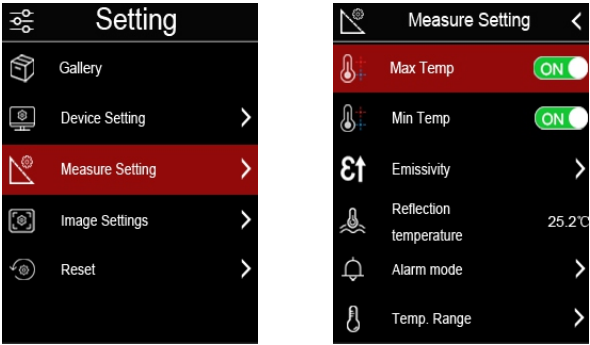 Setting
Gallery
Device Setting
Measure Setting
Image Settings
Reset
Measure Setting
Max Temp ON
Min Temp ON
Emissivity
Reflection
temperature 25.2℃
Alarm mode
Temp. Range